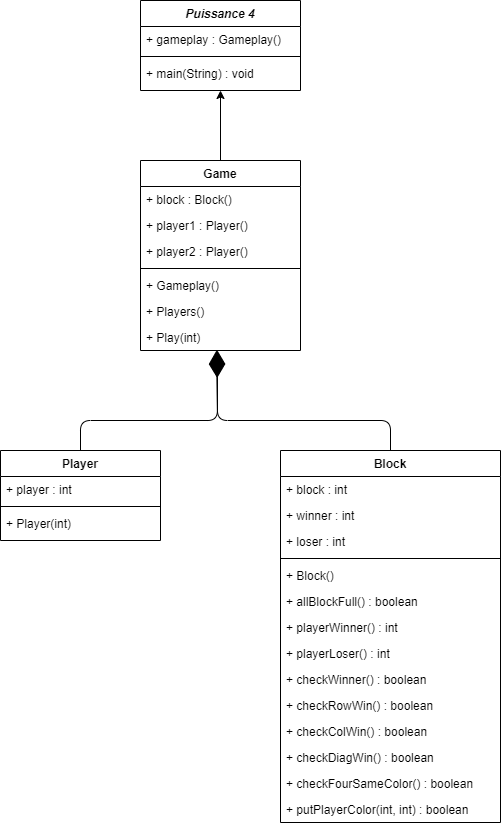 Puissance 4
+ gameplay : Gameplay()
+ main(String) : void
Game
+ block : Block()
+ player1 : Player()
+ player2 : Player()
+ Gameplay()
+ Players()
+ Play(int)
Player
+ player : int
+ Player(int)
Block
+ block : int
+ winner : int
+ loser : int
+ Block()
+ allBlockFull() : boolean
+ playerWinner() : int
+ playerLoser() : int
+ checkWinner() : boolean
+ checkRowWin() : boolean
+ checkColWin() : boolean
+ checkDiagWin() : boolean
+ checkFourSameColor() : boolean
+ putPlayerColor(int, int) : boolean